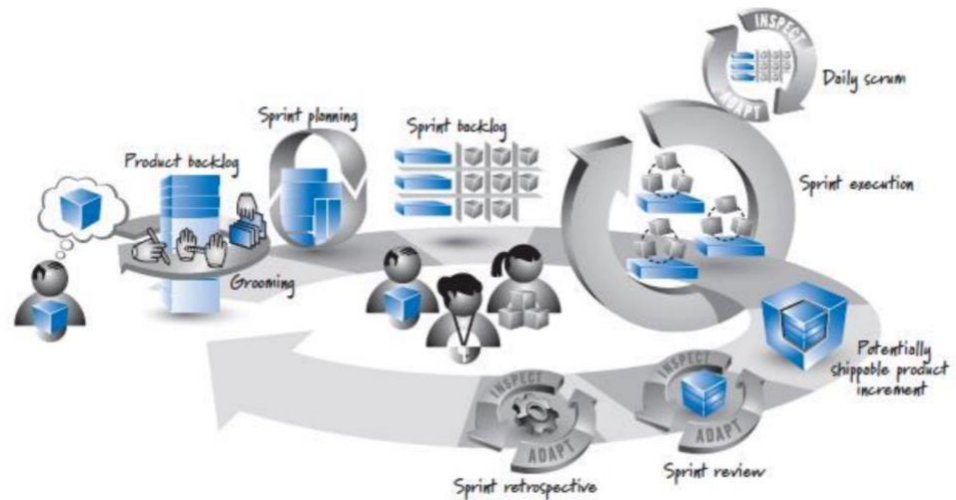 INSPECT
ADAPT
Daily scrum
Sprint planning
Sprint backlog
Product backlog
Sprint execution
Grooming
Potentially
shippable product
increment
INSPECT
ADAPT
Sprint review
INSPECT
ADAPT
Sprint retrospective